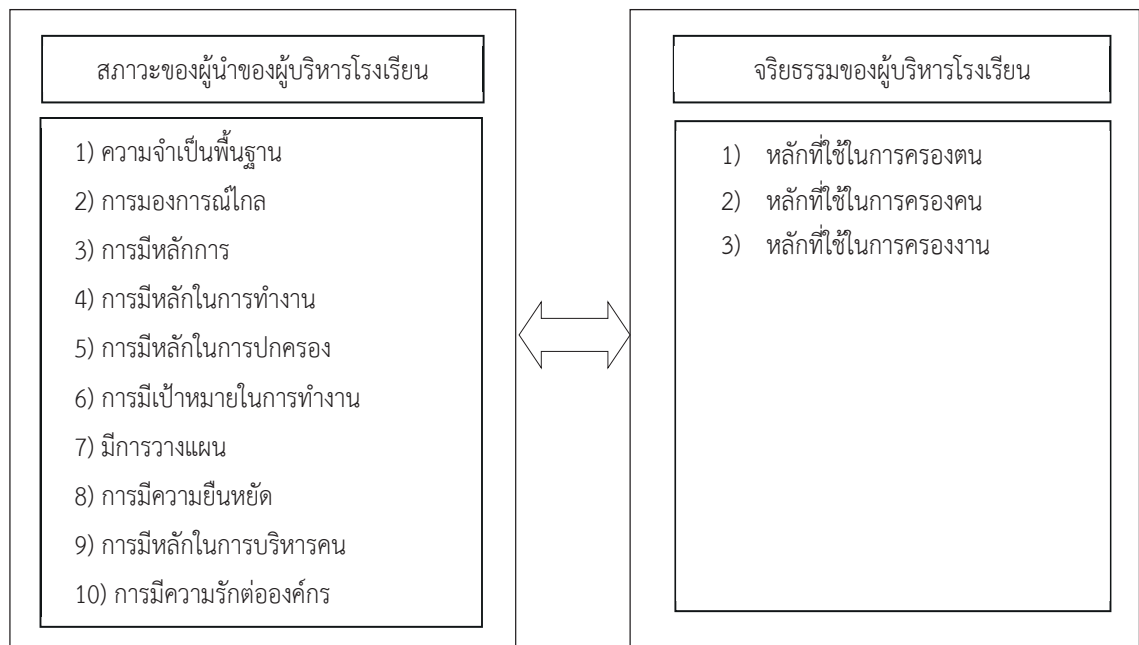 สภาวะของผู้นำของผู้บริหารโรงเรียน
1) ความจำเป็นพื้นฐาน
2) การมองการณ์ไกล
3) การมีหลักการ
4) การมีหลักในการทำงาน
5) การมีหลักในการปกครอง
6) การมีเป้าหมายในการทำงาน
7) มีการวางแผน
8) การมีความยืนหยัด
9) การมีหลักในการบริหารคน
10) การมีความรักต่อองค์กร
จริยธรรมของผู้บริหารโรงเรียน
1) หลักที่ใช้ในการครองตน
2) หลักที่ใช้ในการครองคน
3) หลักที่ใช้ในการครองงาน